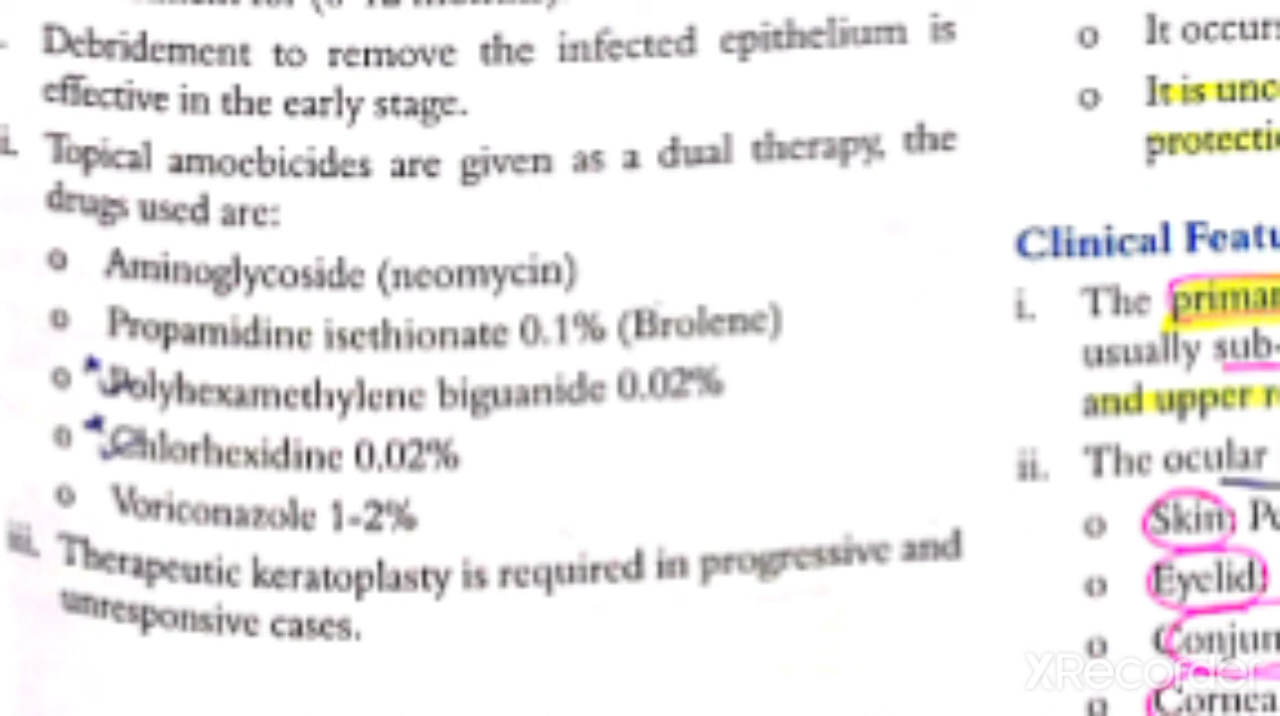 Debridement to remove the infected epithelium is
effective in the early stage.
Topical amoebicides are given as a dual therapy, the
drugs used are:
o Aminoglycoside (neomycin)
o Propamidine isethionate 0.1% (Brolene)
o Polyhexamethylene biguanide 0.02%
o Chlorhexidine 0.02%
o Voriconazole 1-2%
iii. Therapeutic keratoplasty is required in progressive and
unresponsive cases.
o It occurs
o It is unc
protecti
Clinical Featu
i. The primar
usually sub-
and upper r
ii. The ocular
o Skin: Po
o Eyelid:
o Conjun
o Cornea
XRecorder